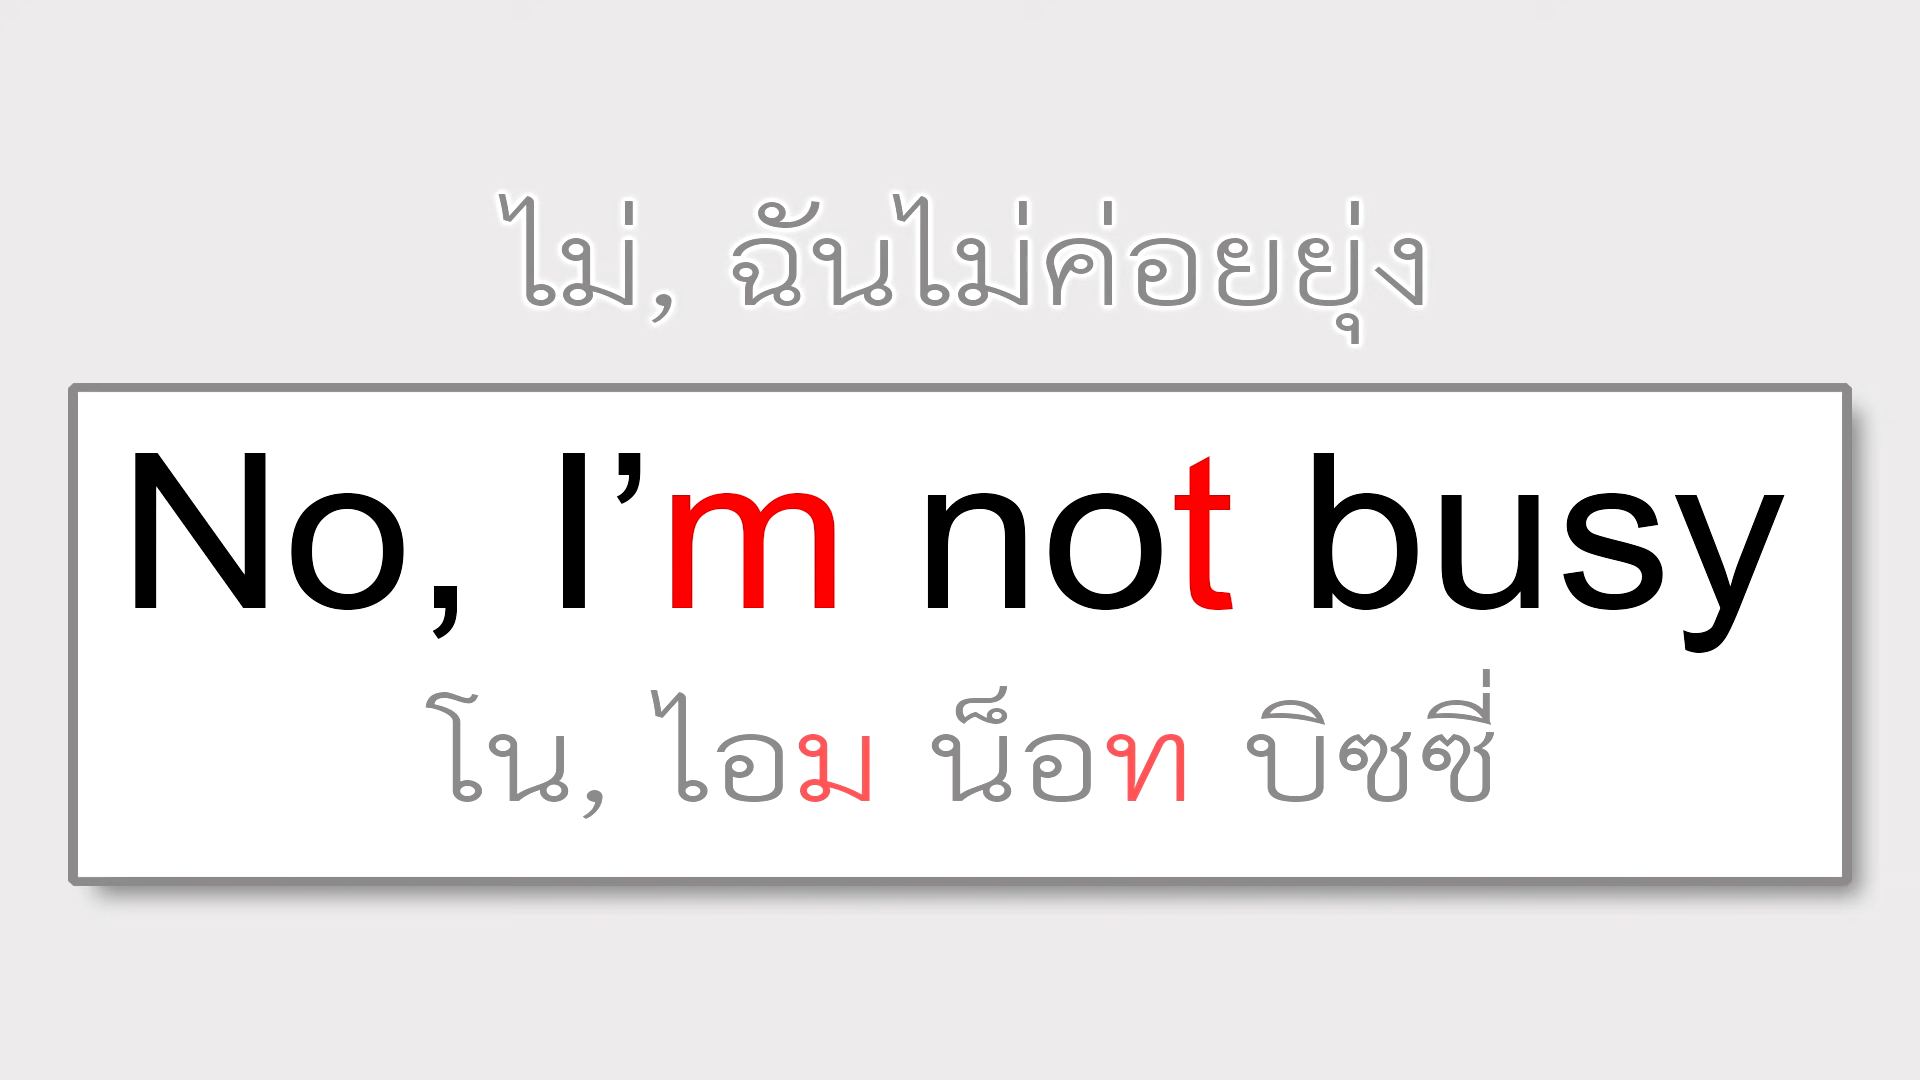 ไม่, ฉันไม่ค่อยยุ่ง
No, I’m not busy
โน, ไอม น็อท บิซซี่